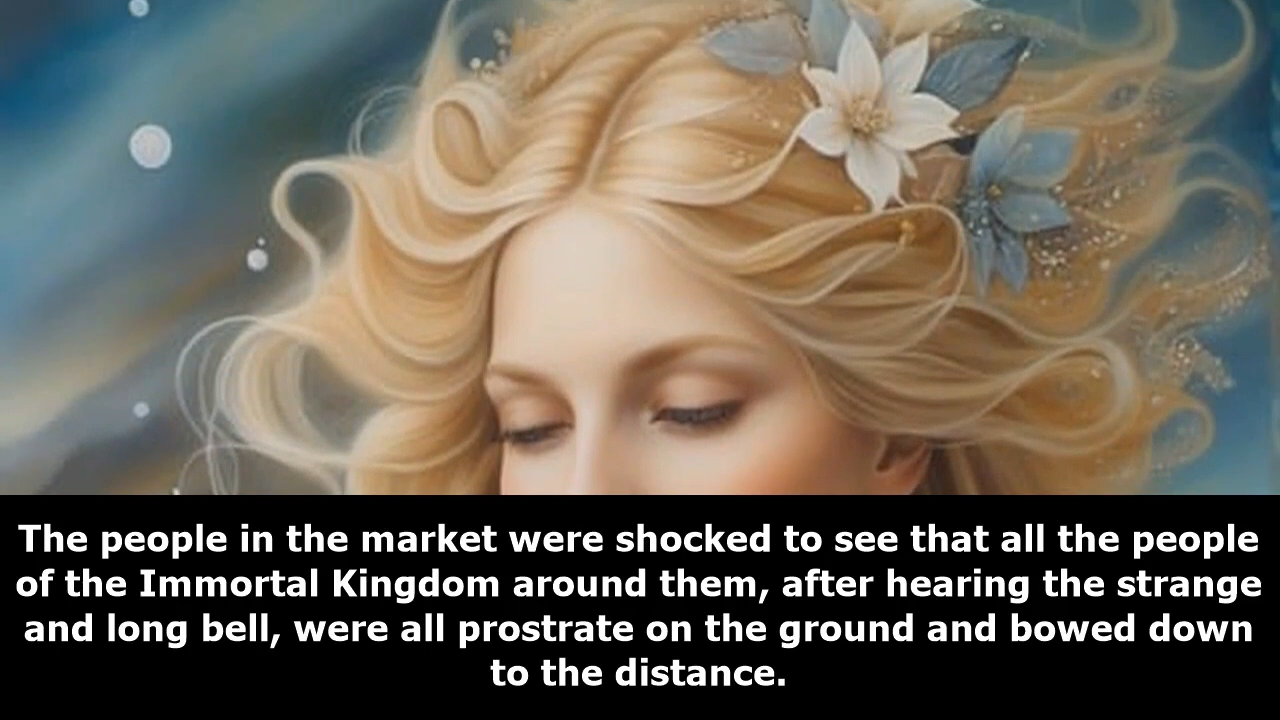 The people in the market were shocked to see that all the people
of the Immortal Kingdom around them, after hearing the strange
and long bell, were all prostrate on the ground and bowed down
to the distance.